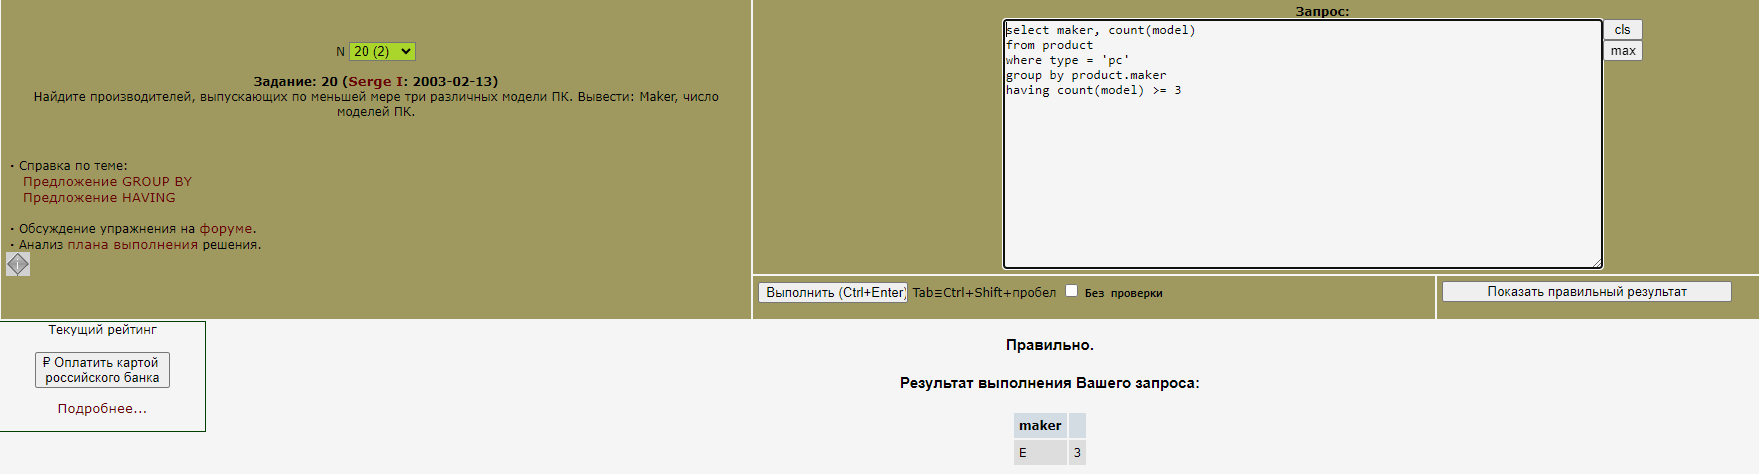 N 20 (2)
Задание: 20 (Serge I: 2003-02-13)
Найдите производителей, выпускающих по меньшей мере три различных модели ПК. Вывести: Maker, число
моделей ПК.
· Справка по теме:
Предложение GROUP BY
Предложение HAVING
· Обсуждение упражнения на форуме.
· Анализ плана выполнения решения.
i
Запрос:
select maker, count(model)
from product
where type = 'pc'
group by product.maker
having count(model) >= 3
cls
max
Выполнить (Ctrl+Enter) Tab≡Ctrl+Shift+пробел Без проверки
Показать правильный результат
Текущий рейтинг
₽ Оплатить картой
российского банка
Подробнее...
Правильно.
Результат выполнения Вашего запроса:
maker
E 3